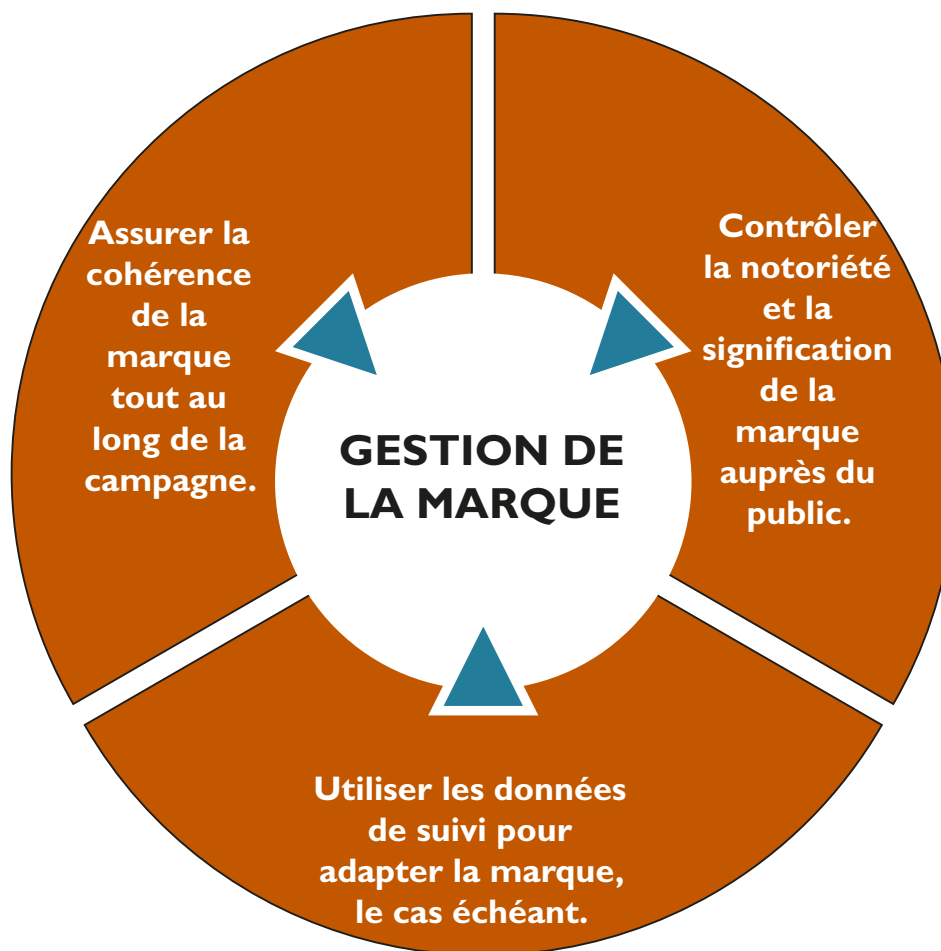 Assurer la
cohérence
de la
marque
tout au
long de la
campagne.
Contrôler
la notoriété
et la
signification
de la
marque
auprès du
public.
GESTION DE
LA MARQUE
Utiliser les données
de suivi pour
adapter la marque,
le cas échéant.